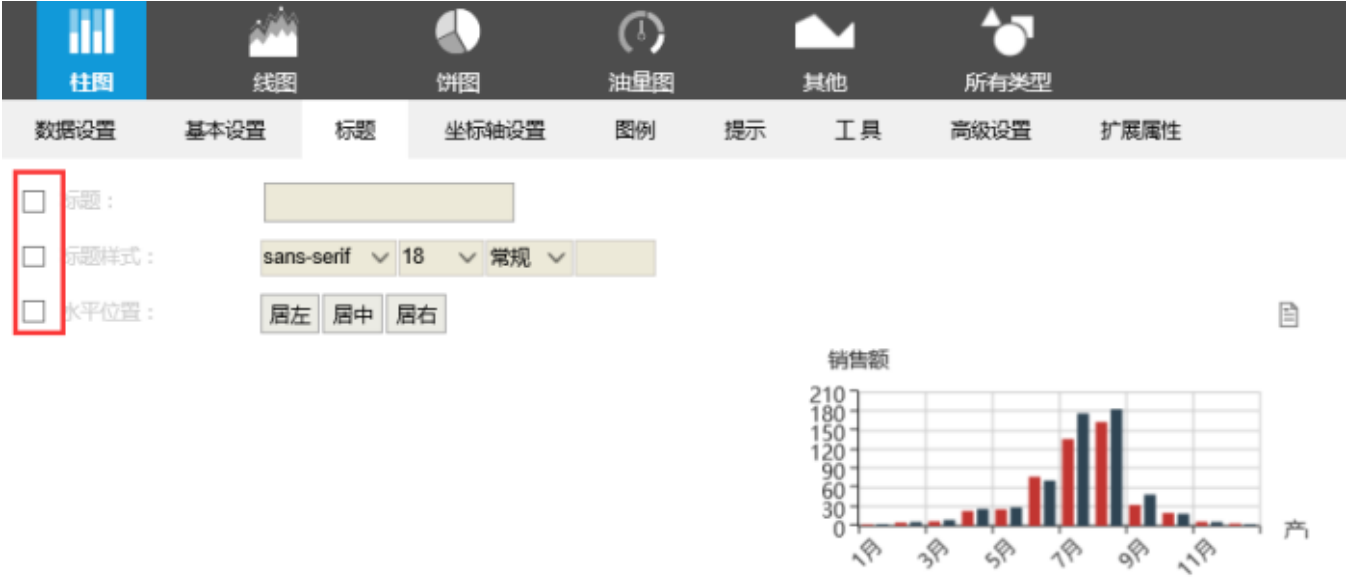 柱图 线图 饼图 油量图 其他 所有类型
数据设置 基本设置 标题 坐标轴设置 图例 提示 工具 高级设置 扩展属性
标题：
标题样式： sans-serif 18 常规
水平位置： 居左 居中 居右
销售额
210
180
150
120
90
60
30
0
产
1月 3月 5月 7月 9月 11月